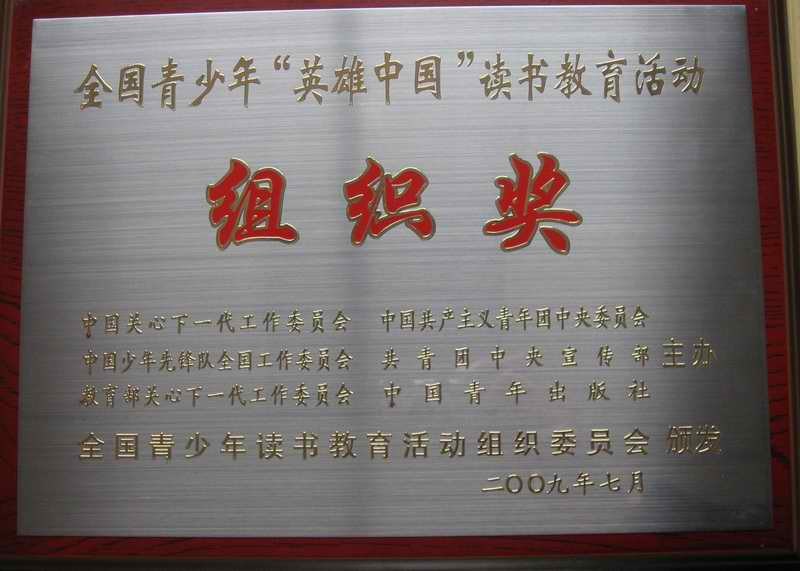 全国青少年“英雄中国”读书教育活动
组织奖
中国关心下一代工作委员会 中国共产主义青年团中央委员会
中国少年先锋队全国工作委员会 共青团中央宣传部 主办
教育部关心下一代工作委员会 中国青年出版社
全国青少年读书教育活动组织委员会 颁发
二〇〇九年七月